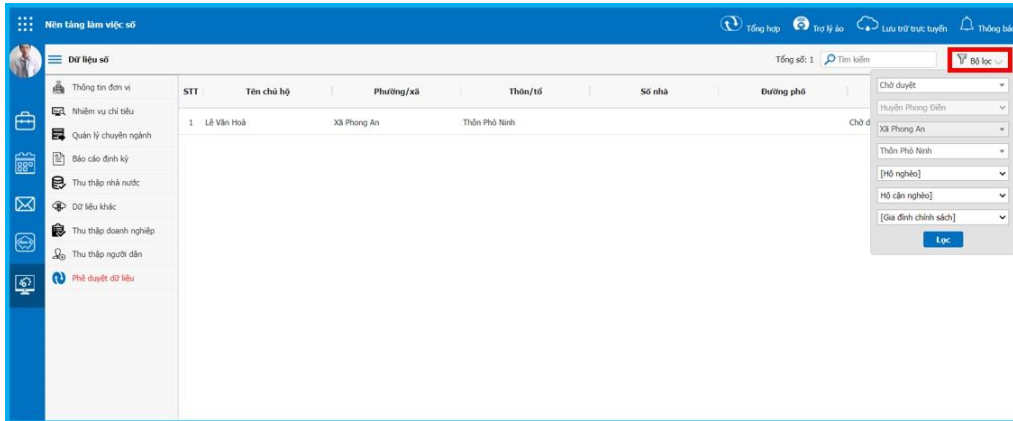 Nền tảng làm việc số
Tổng hợp
Trợ lý ảo
Lưu trữ trực tuyến
Thông báo
Dữ liệu số
Tổng số: 1
Tìm kiếm
Bộ lọc
Thông tin đơn vị
Nhiệm vụ chỉ tiêu
Quản lý chuyên ngành
Báo cáo định kỳ
Thu thập nhà nước
Dữ liệu khác
Thu thập doanh nghiệp
Thu thập người dân
Phê duyệt dữ liệu
STT Tên chủ hộ Phường/xã Thôn/tổ Số nhà Đường phố
1 Lê Văn Hoà Xã Phong An Thôn Phò Ninh Chờ d
Chờ duyệt
Huyện Phong Điền
Xã Phong An
Thôn Phò Ninh
[Hộ nghèo]
Hộ cận nghèo]
[Gia đình chính sách]
Lọc